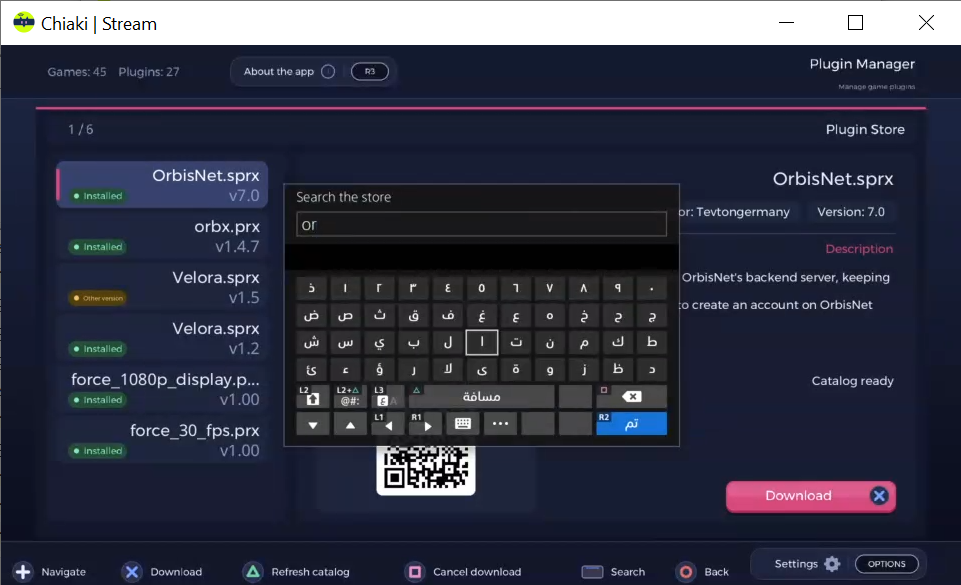 Chiaki | Stream
Games: 45 Plugins: 27
About the app R3
Plugin Manager
Manage game plugins
1 / 6
Plugin Store
OrbisNet.sprx
Installed v7.0
orbx.prx
Installed v1.4.7
Velora.sprx
Other version v1.5
Velora.sprx
Installed v1.2
force_1080p_display.p...
Installed v1.00
force_30_fps.prx
Installed v1.00
Search the store
or
ذ ١ ٢ ٣ ٤ ٥ ٦ ٧ ٨ ٩ ٠
ض ص ث ق ف غ ع ه خ ح ج
ش س ي ب ل ا ت ن م ك ط
ئ ء ؤ ر لا ى ة و ز ظ د
L2 L2+△ @#: L3 ع A مسافة
L1 R1 ... R2 تم
OrbisNet.sprx
or: Tevtongermany Version: 7.0
Description
OrbisNet's backend server, keeping
to create an account on OrbisNet
Catalog ready
Download
Navigate Download Refresh catalog Cancel download Search Back Settings OPTIONS